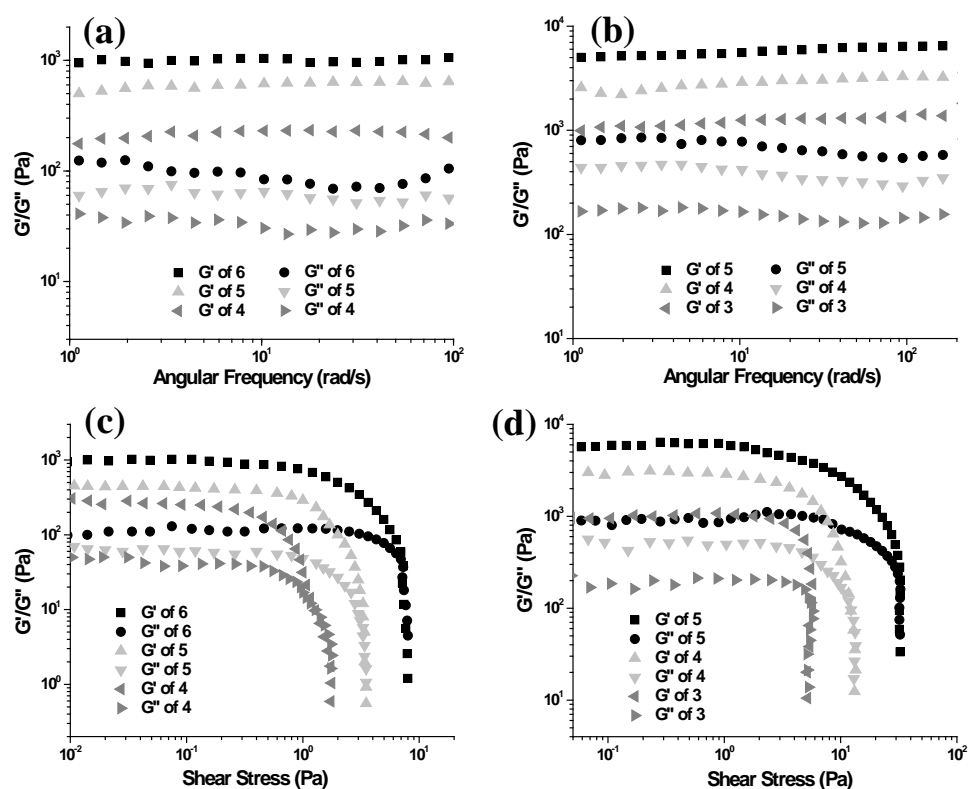 (a)
10³
10²
10¹
G'/G'' (Pa)
G' of 6 G'' of 6
G' of 5 G'' of 5
G' of 4 G'' of 4
10⁰ 10¹ 10²
Angular Frequency (rad/s)
(b)
10⁴
10³
10²
10¹
G'/G'' (Pa)
G' of 5 G'' of 5
G' of 4 G'' of 4
G' of 3 G'' of 3
10⁰ 10¹ 10²
Angular Frequency (rad/s)
(c)
10³
10²
10¹
10⁰
G'/G'' (Pa)
G' of 6
G'' of 6
G' of 5
G'' of 5
G' of 4
G'' of 4
10⁻² 10⁻¹ 10⁰ 10¹
Shear Stress (Pa)
(d)
10⁴
10³
10²
10¹
G'/G'' (Pa)
G' of 5
G'' of 5
G' of 4
G'' of 4
G' of 3
G'' of 3
10⁻¹ 10⁰ 10¹ 10²
Shear Stress (Pa)